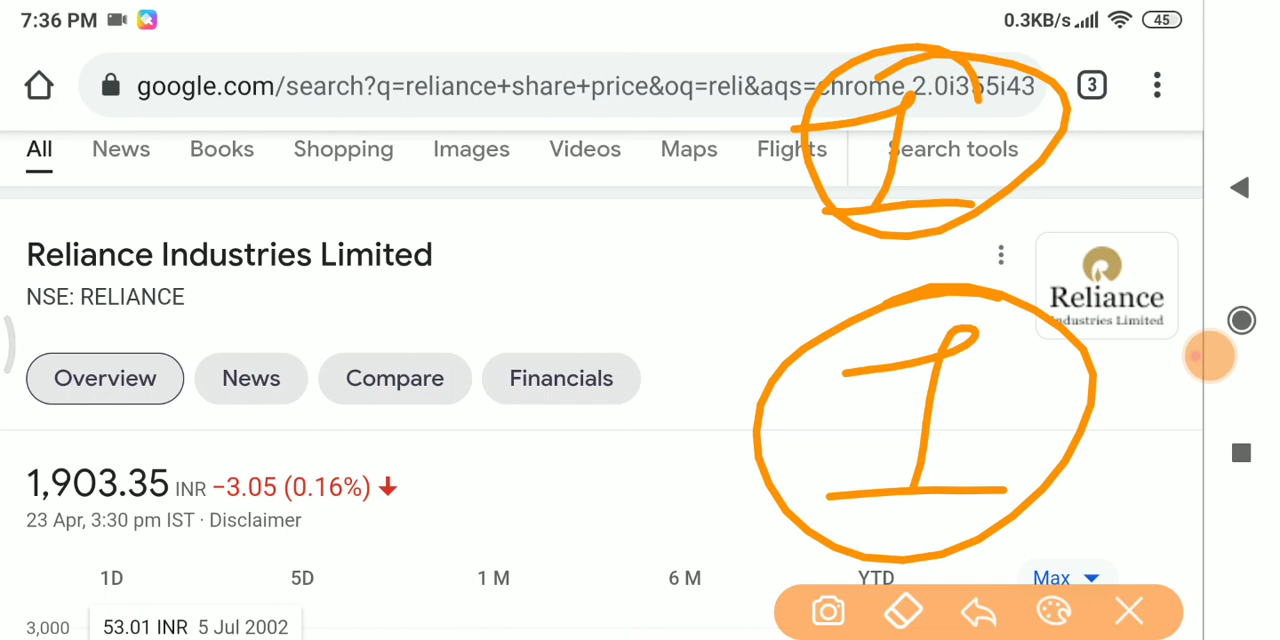 7:36 PM 0.3KB/s 45
google.com/search?q=reliance+share+price&oq=reli&aqs=chrome.2.0i355i43 3
All News Books Shopping Images Videos Maps Flights Search tools
1
Reliance Industries Limited
NSE: RELIANCE
Reliance
Industries Limited
1
Overview News Compare Financials
1,903.35 INR −3.05 (0.16%)
23 Apr, 3:30 pm IST · Disclaimer
1D 5D 1 M 6 M YTD Max
3,000 53.01 INR 5 Jul 2002